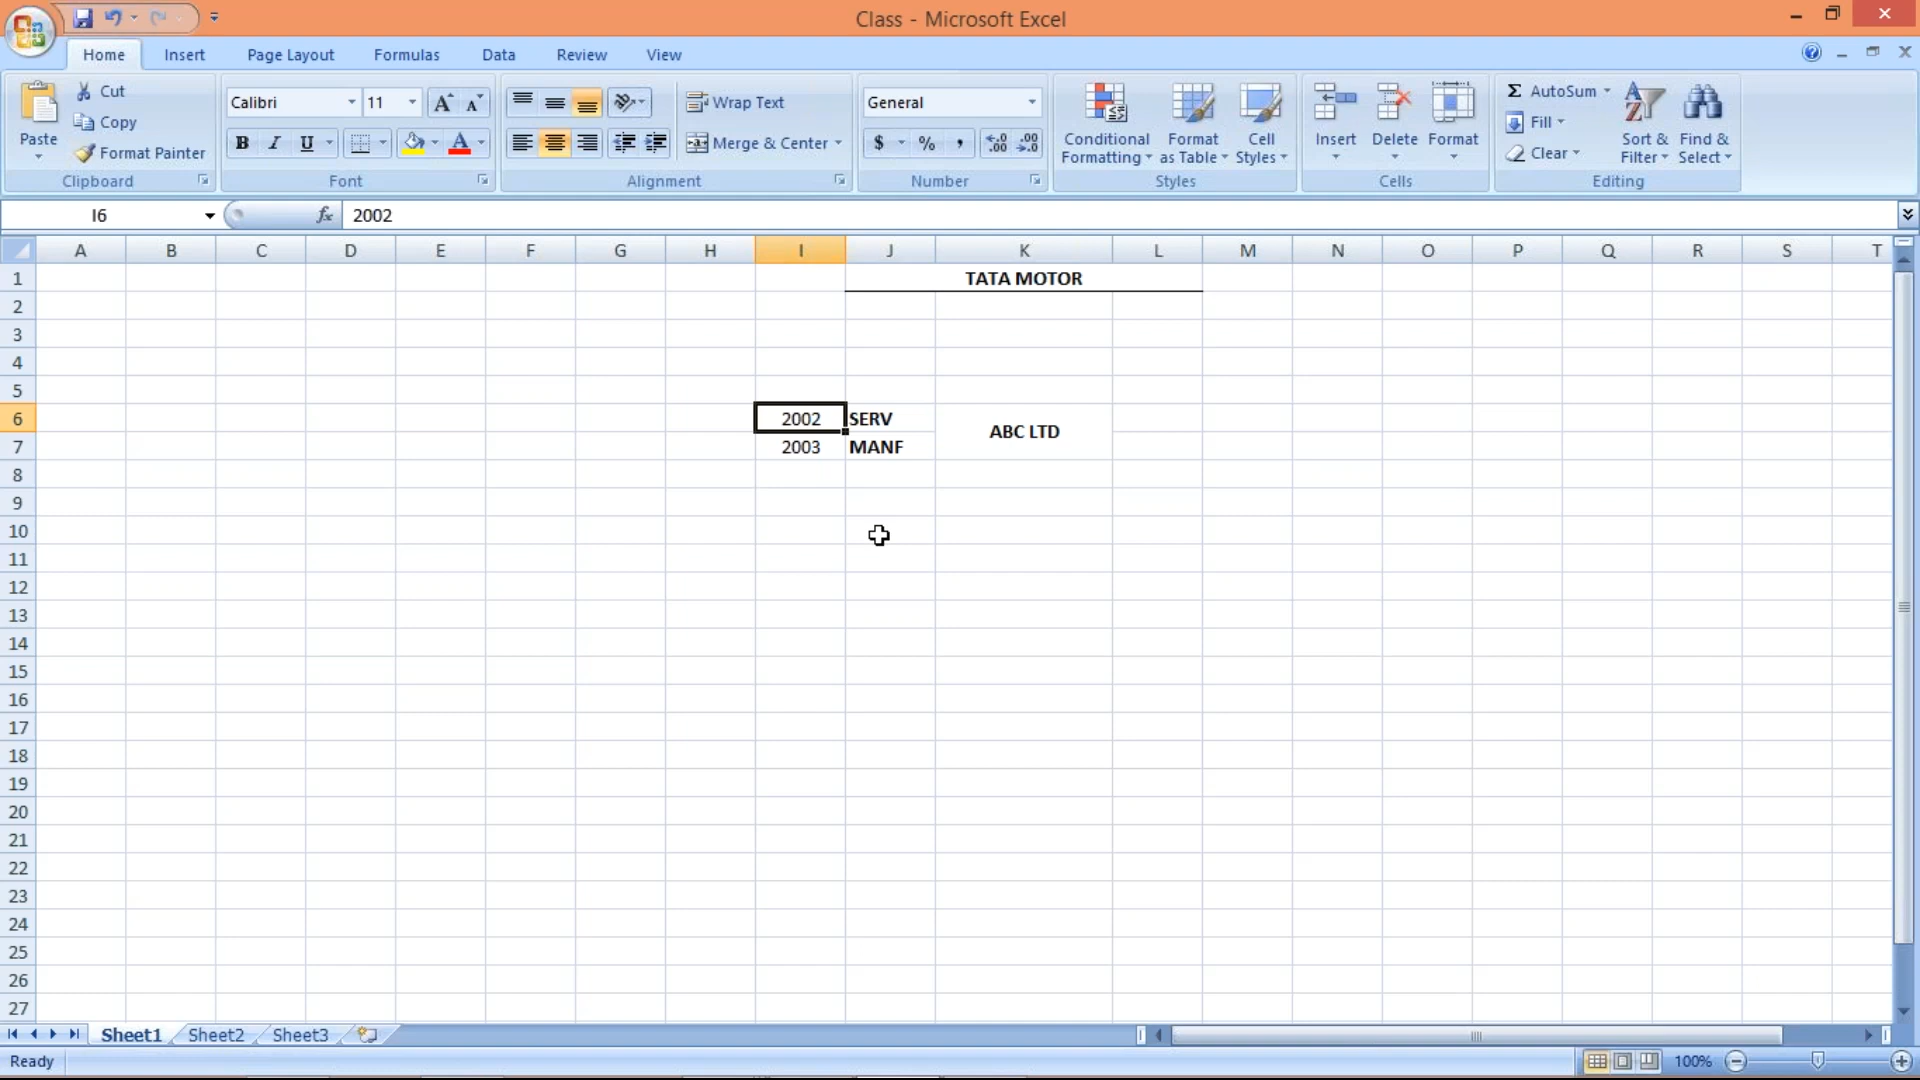 Class - Microsoft Excel
Home Insert Page Layout Formulas Data Review View
Paste
Cut
Copy
Format Painter
Clipboard
Calibri 11
B I U
Font
Wrap Text
Merge & Center
Alignment
General
$ % ,
Number
Conditional Formatting
Format as Table
Cell Styles
Styles
Insert Delete Format
Cells
Σ AutoSum
Fill
Clear
Sort & Filter
Find & Select
Editing
I6 fx 2002
A B C D E F G H I J K L M N O P Q R S T
1 TATA MOTOR
2
3
4
5
6 2002 SERV
ABC LTD
7 2003 MANF
8
9
10
11
12
13
14
15
16
17
18
19
20
21
22
23
24
25
26
27
Sheet1 Sheet2 Sheet3
Ready 100%